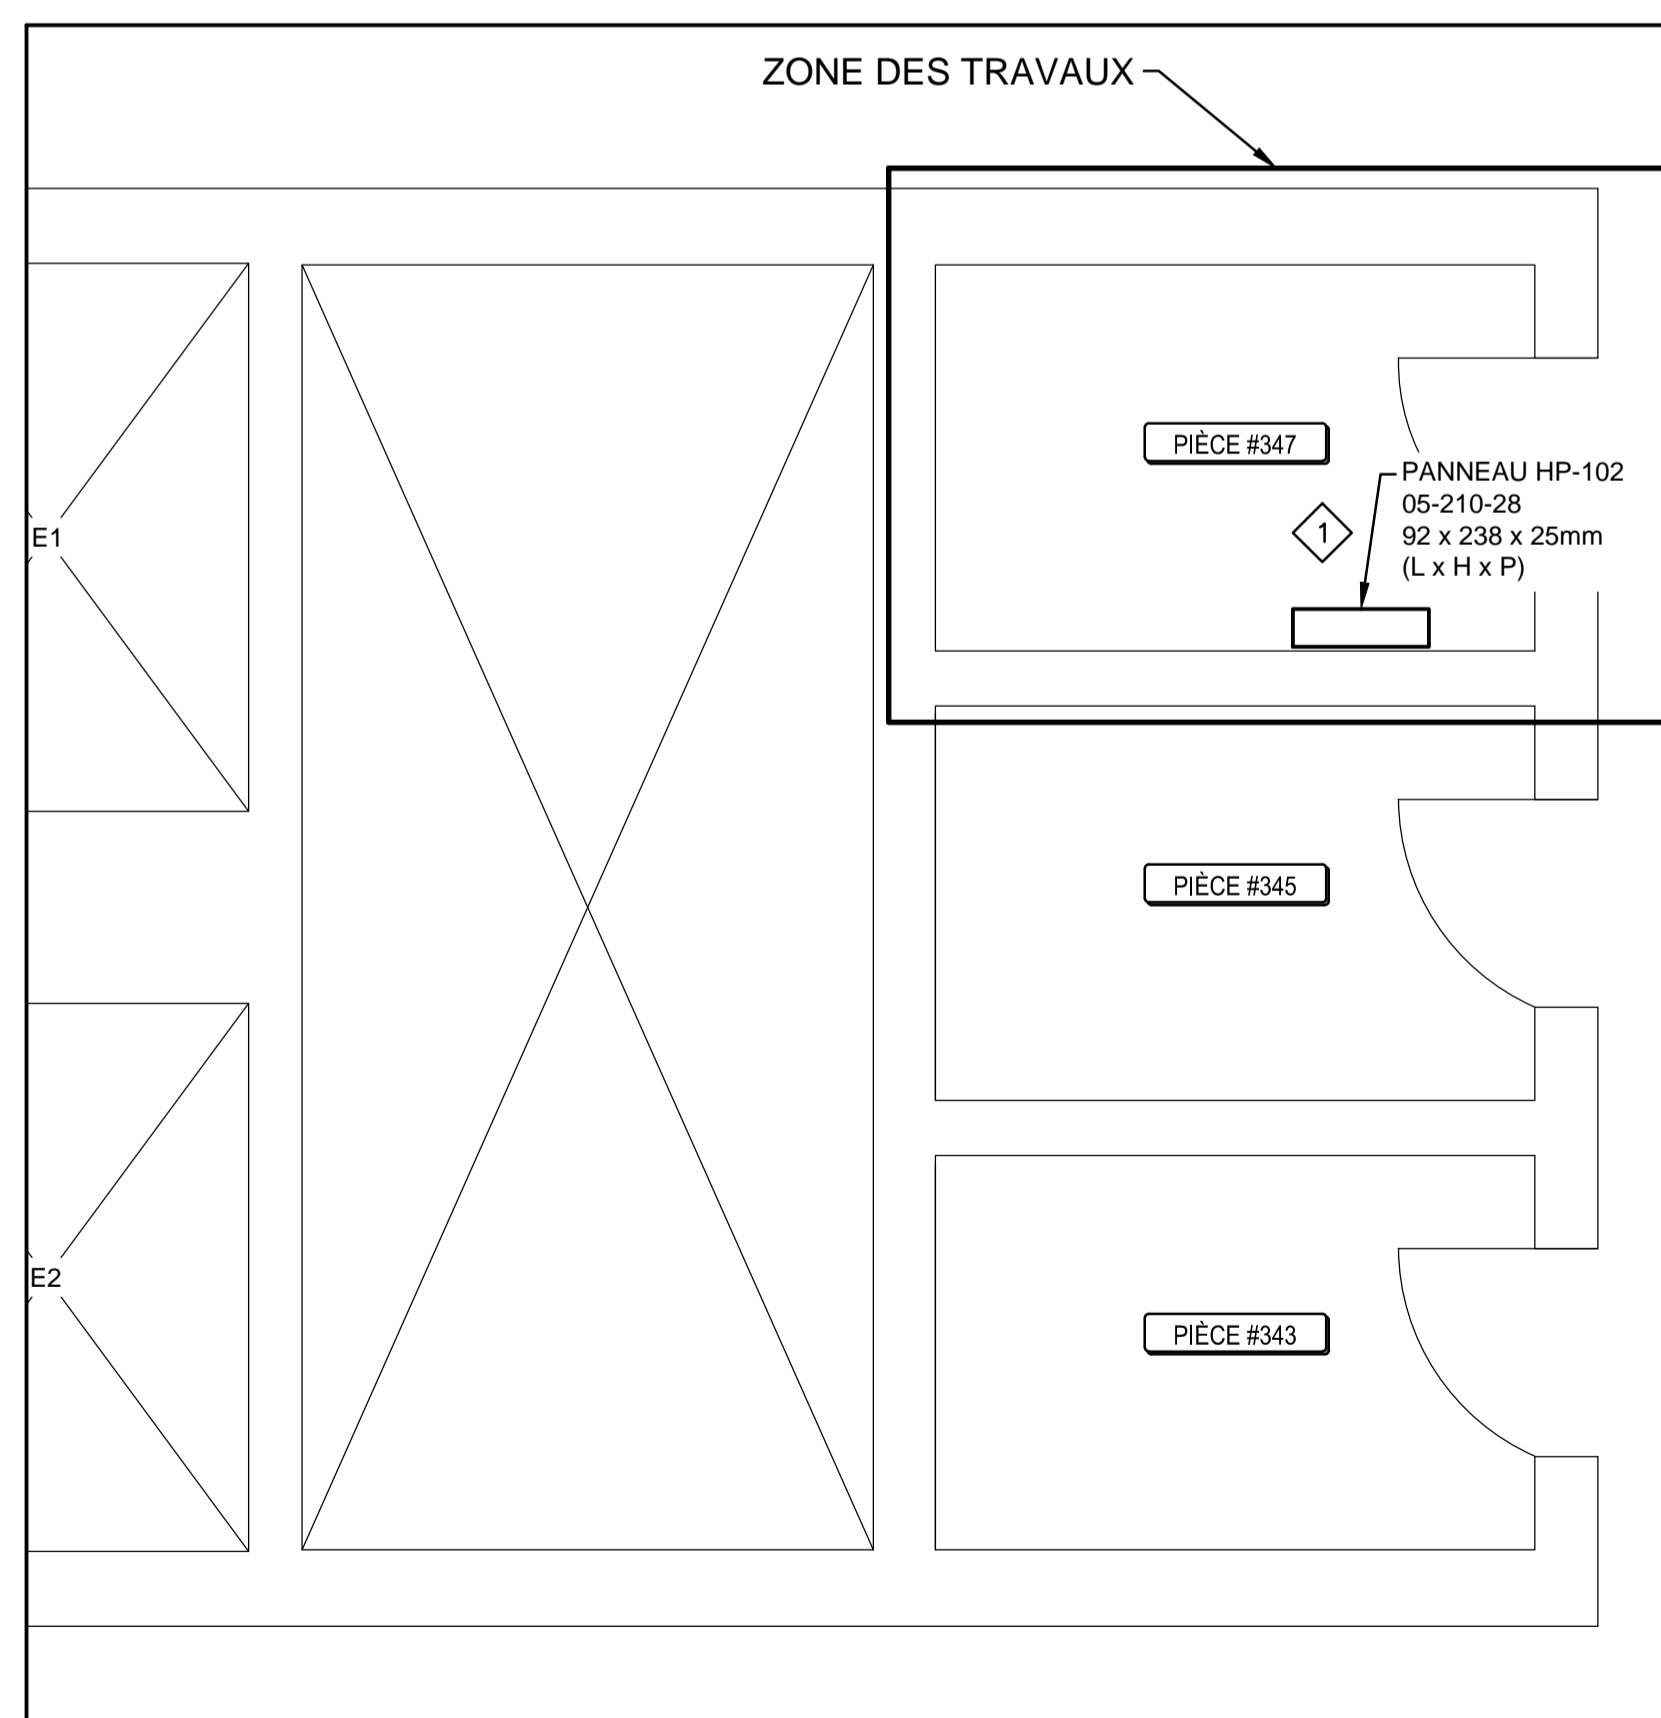 ZONE DES TRAVAUX
PIÈCE #347
PANNEAU HP-102
05-210-28
92 x 238 x 25mm
(L x H x P)
1
E1
PIÈCE #345
E2
PIÈCE #343